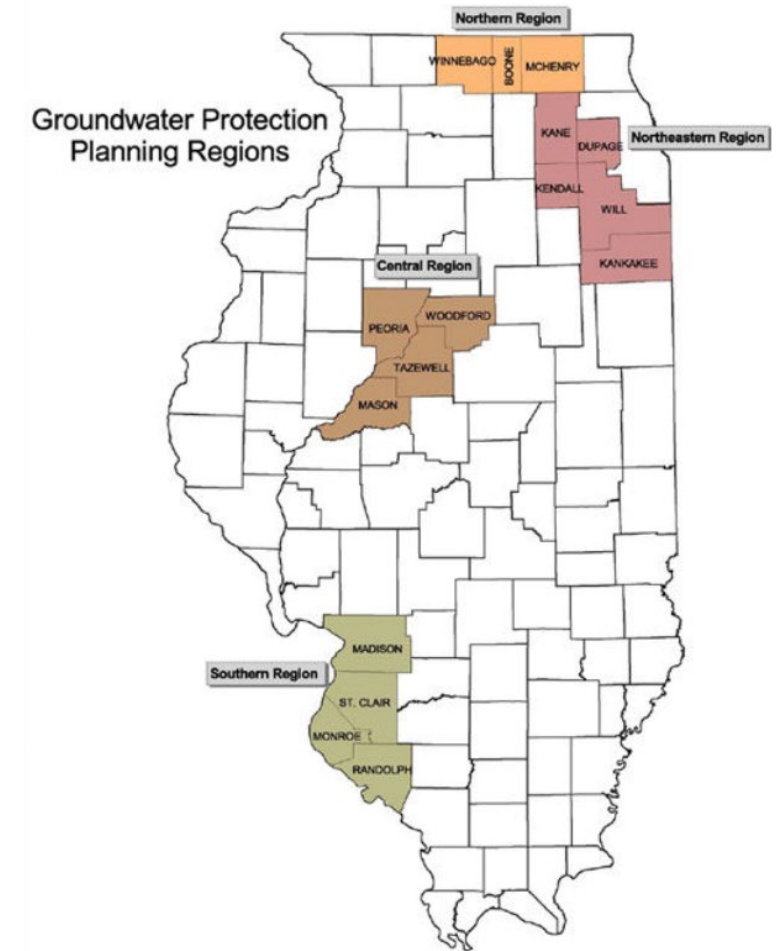 Northern Region
WINNEBAGO
BOONE
MCHENRY
Groundwater Protection
Planning Regions
KANE
DUPAGE
Northeastern Region
KENDALL
WILL
KANKAKEE
Central Region
PEORIA
WOODFORD
TAZEWELL
MASON
MADISON
Southern Region
ST. CLAIR
MONROE
RANDOLPH